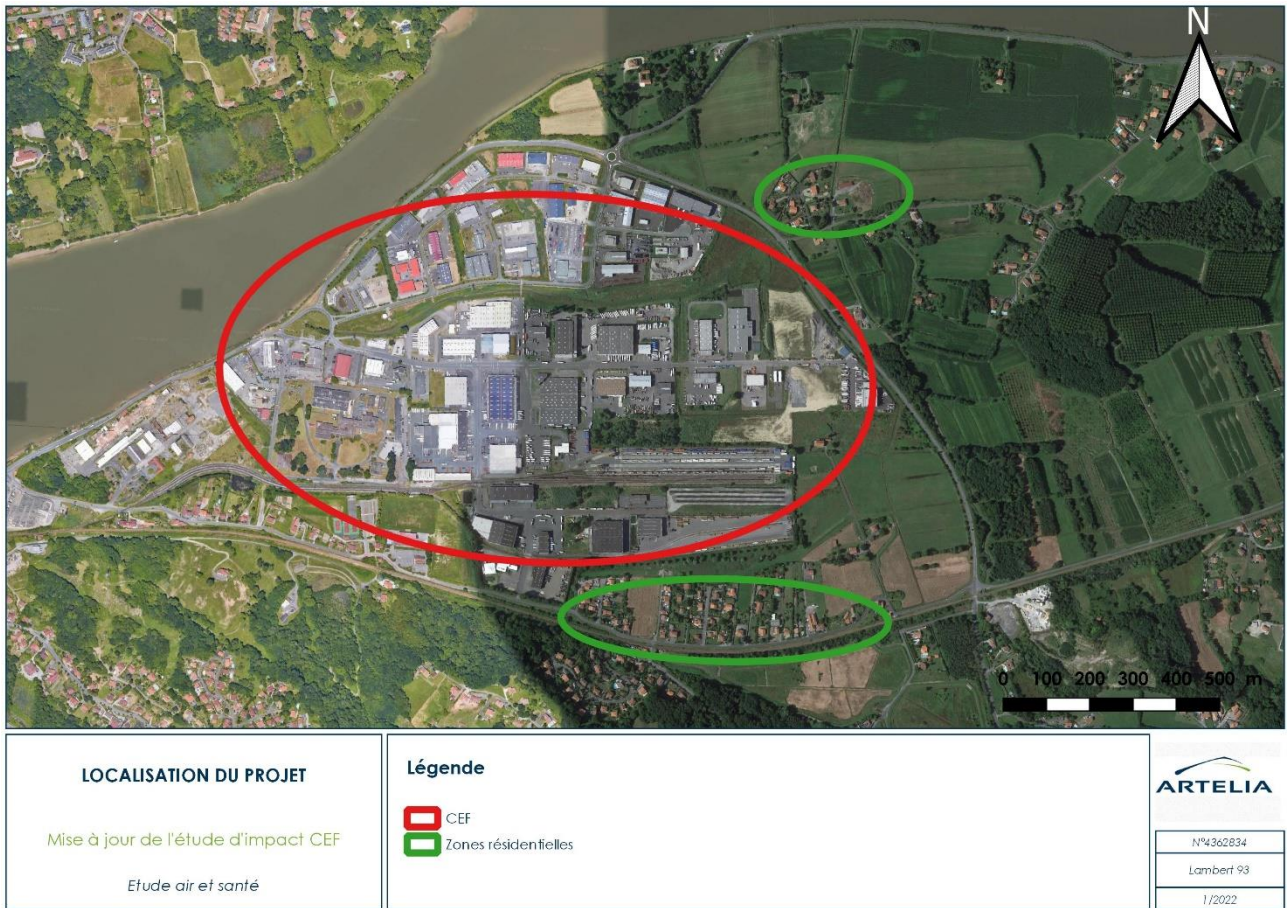 N
0 100 200 300 400 500 m
LOCALISATION DU PROJET
Mise à jour de l'étude d'impact CEF
Etude air et santé
Légende
CEF
Zones résidentielles
ARTELIA
N°4362834
Lambert 93
1/2022